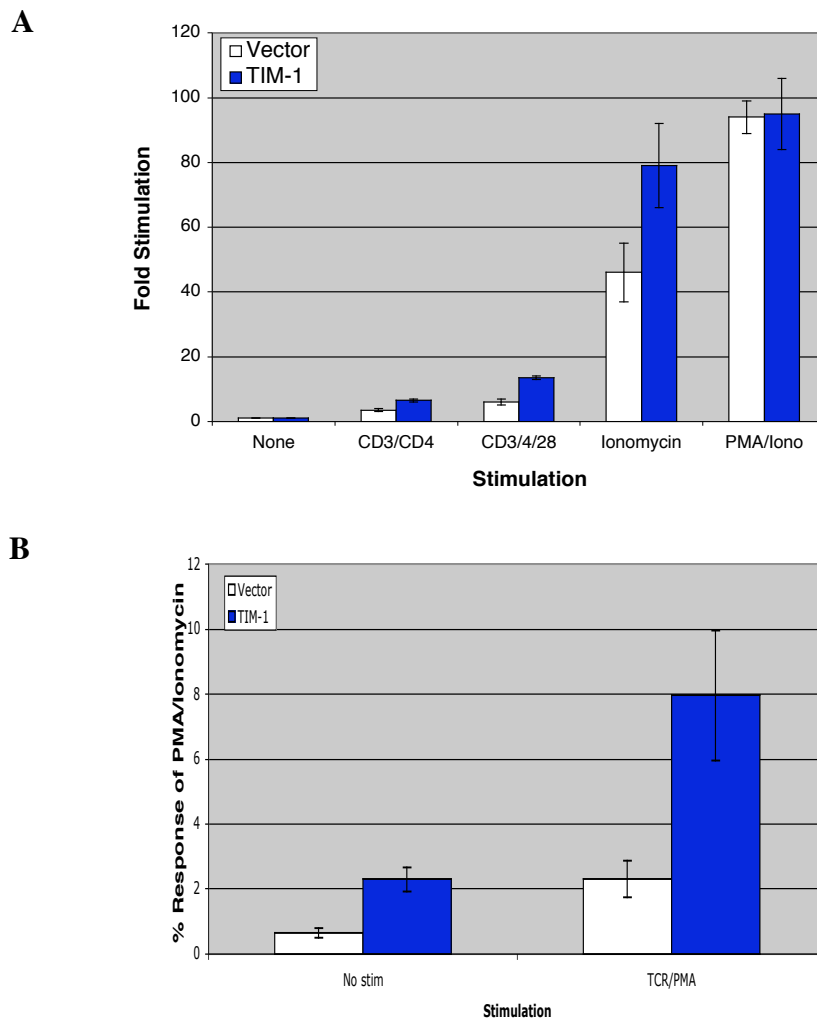 A
Vector
TIM-1
120
100
80
60
40
20
0
Fold Stimulation
None CD3/CD4 CD3/4/28 Ionomycin PMA/Iono
Stimulation
B
Vector
TIM-1
12
10
8
6
4
2
0
% Response of PMA/Ionomycin
No stim TCR/PMA
Stimulation